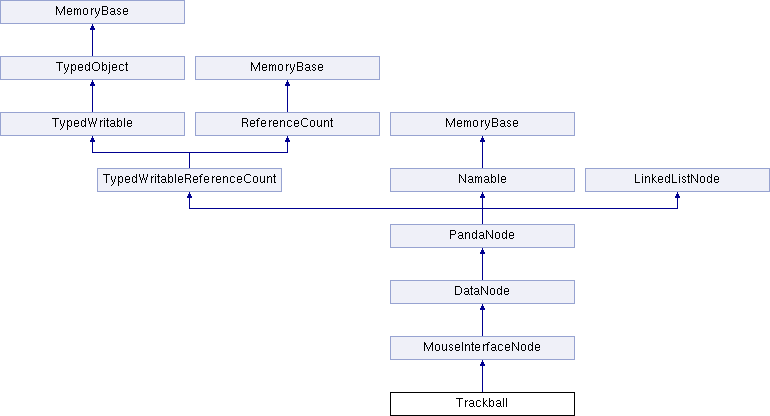 MemoryBase
TypedObject
MemoryBase
TypedWritable
ReferenceCount
MemoryBase
TypedWritableReferenceCount
Namable
LinkedListNode
PandaNode
DataNode
MouseInterfaceNode
Trackball